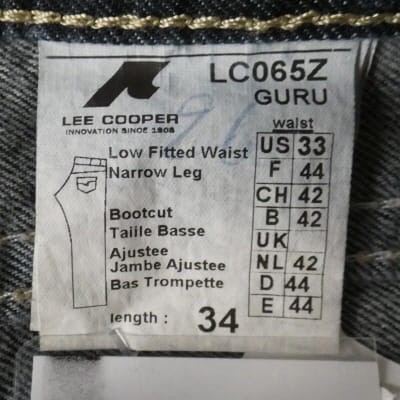 LEE COOPER
INNOVATION SINCE 1908
LC065Z
GURU
waist
US 33
F 44
CH 42
B 42
UK
NL 42
D 44
E 44
Low Fitted Waist
Narrow Leg
Bootcut
Taille Basse
Ajustee
Jambe Ajustee
Bas Trompette
length : 34